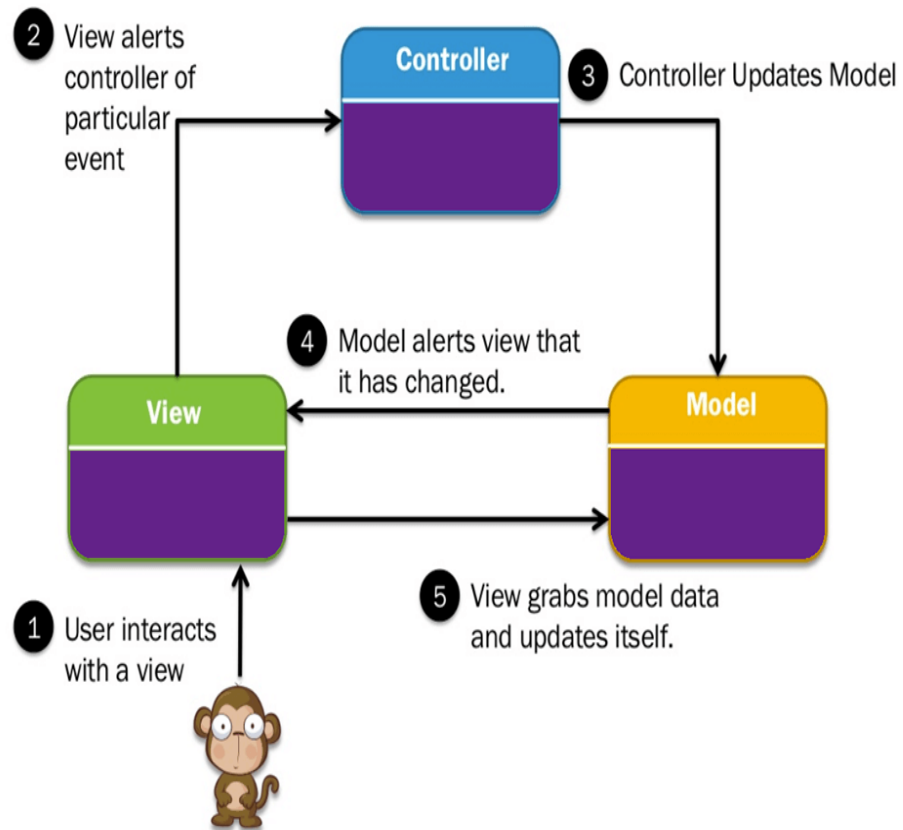 2
View alerts
controller of
particular
event
Controller
3
Controller Updates Model
4
Model alerts view that
it has changed.
View
Model
5
View grabs model data
and updates itself.
1
User interacts
with a view